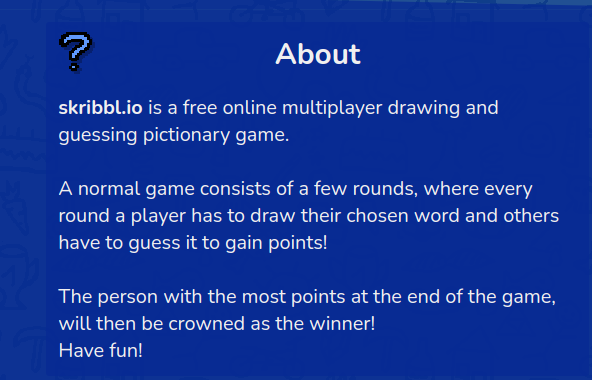 About
skribbl.io is a free online multiplayer drawing and
guessing pictionary game.
A normal game consists of a few rounds, where every
round a player has to draw their chosen word and others
have to guess it to gain points!
The person with the most points at the end of the game,
will then be crowned as the winner!
Have fun!